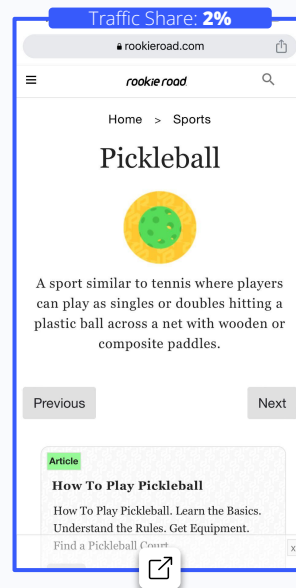 Traffic Share: 2%
rookieroad.com
rookieroad.
Home > Sports
Pickleball
A sport similar to tennis where players
can play as singles or doubles hitting a
plastic ball across a net with wooden or
composite paddles.
Previous
Next
Article
How To Play Pickleball
How To Play Pickleball. Learn the Basics.
Understand the Rules. Get Equipment.
Find a Pickleball Court
x